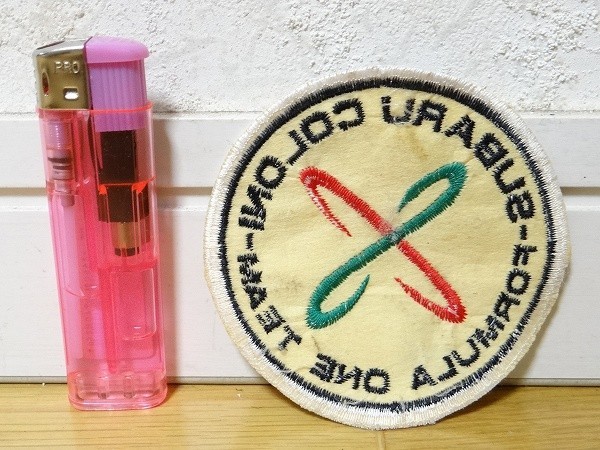 PRO
SUBARU COLONI-
-FORMULA ONE TEAM-